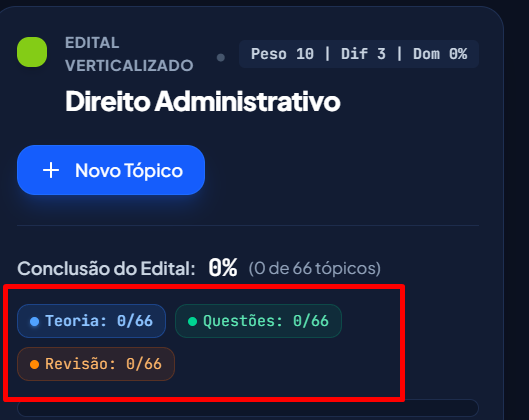 EDITAL
VERTICALIZADO
Peso 10 | Dif 3 | Dom 0%
Direito Administrativo
+ Novo Tópico
Conclusão do Edital: 0% (0 de 66 tópicos)
Teoria: 0/66
Questões: 0/66
Revisão: 0/66